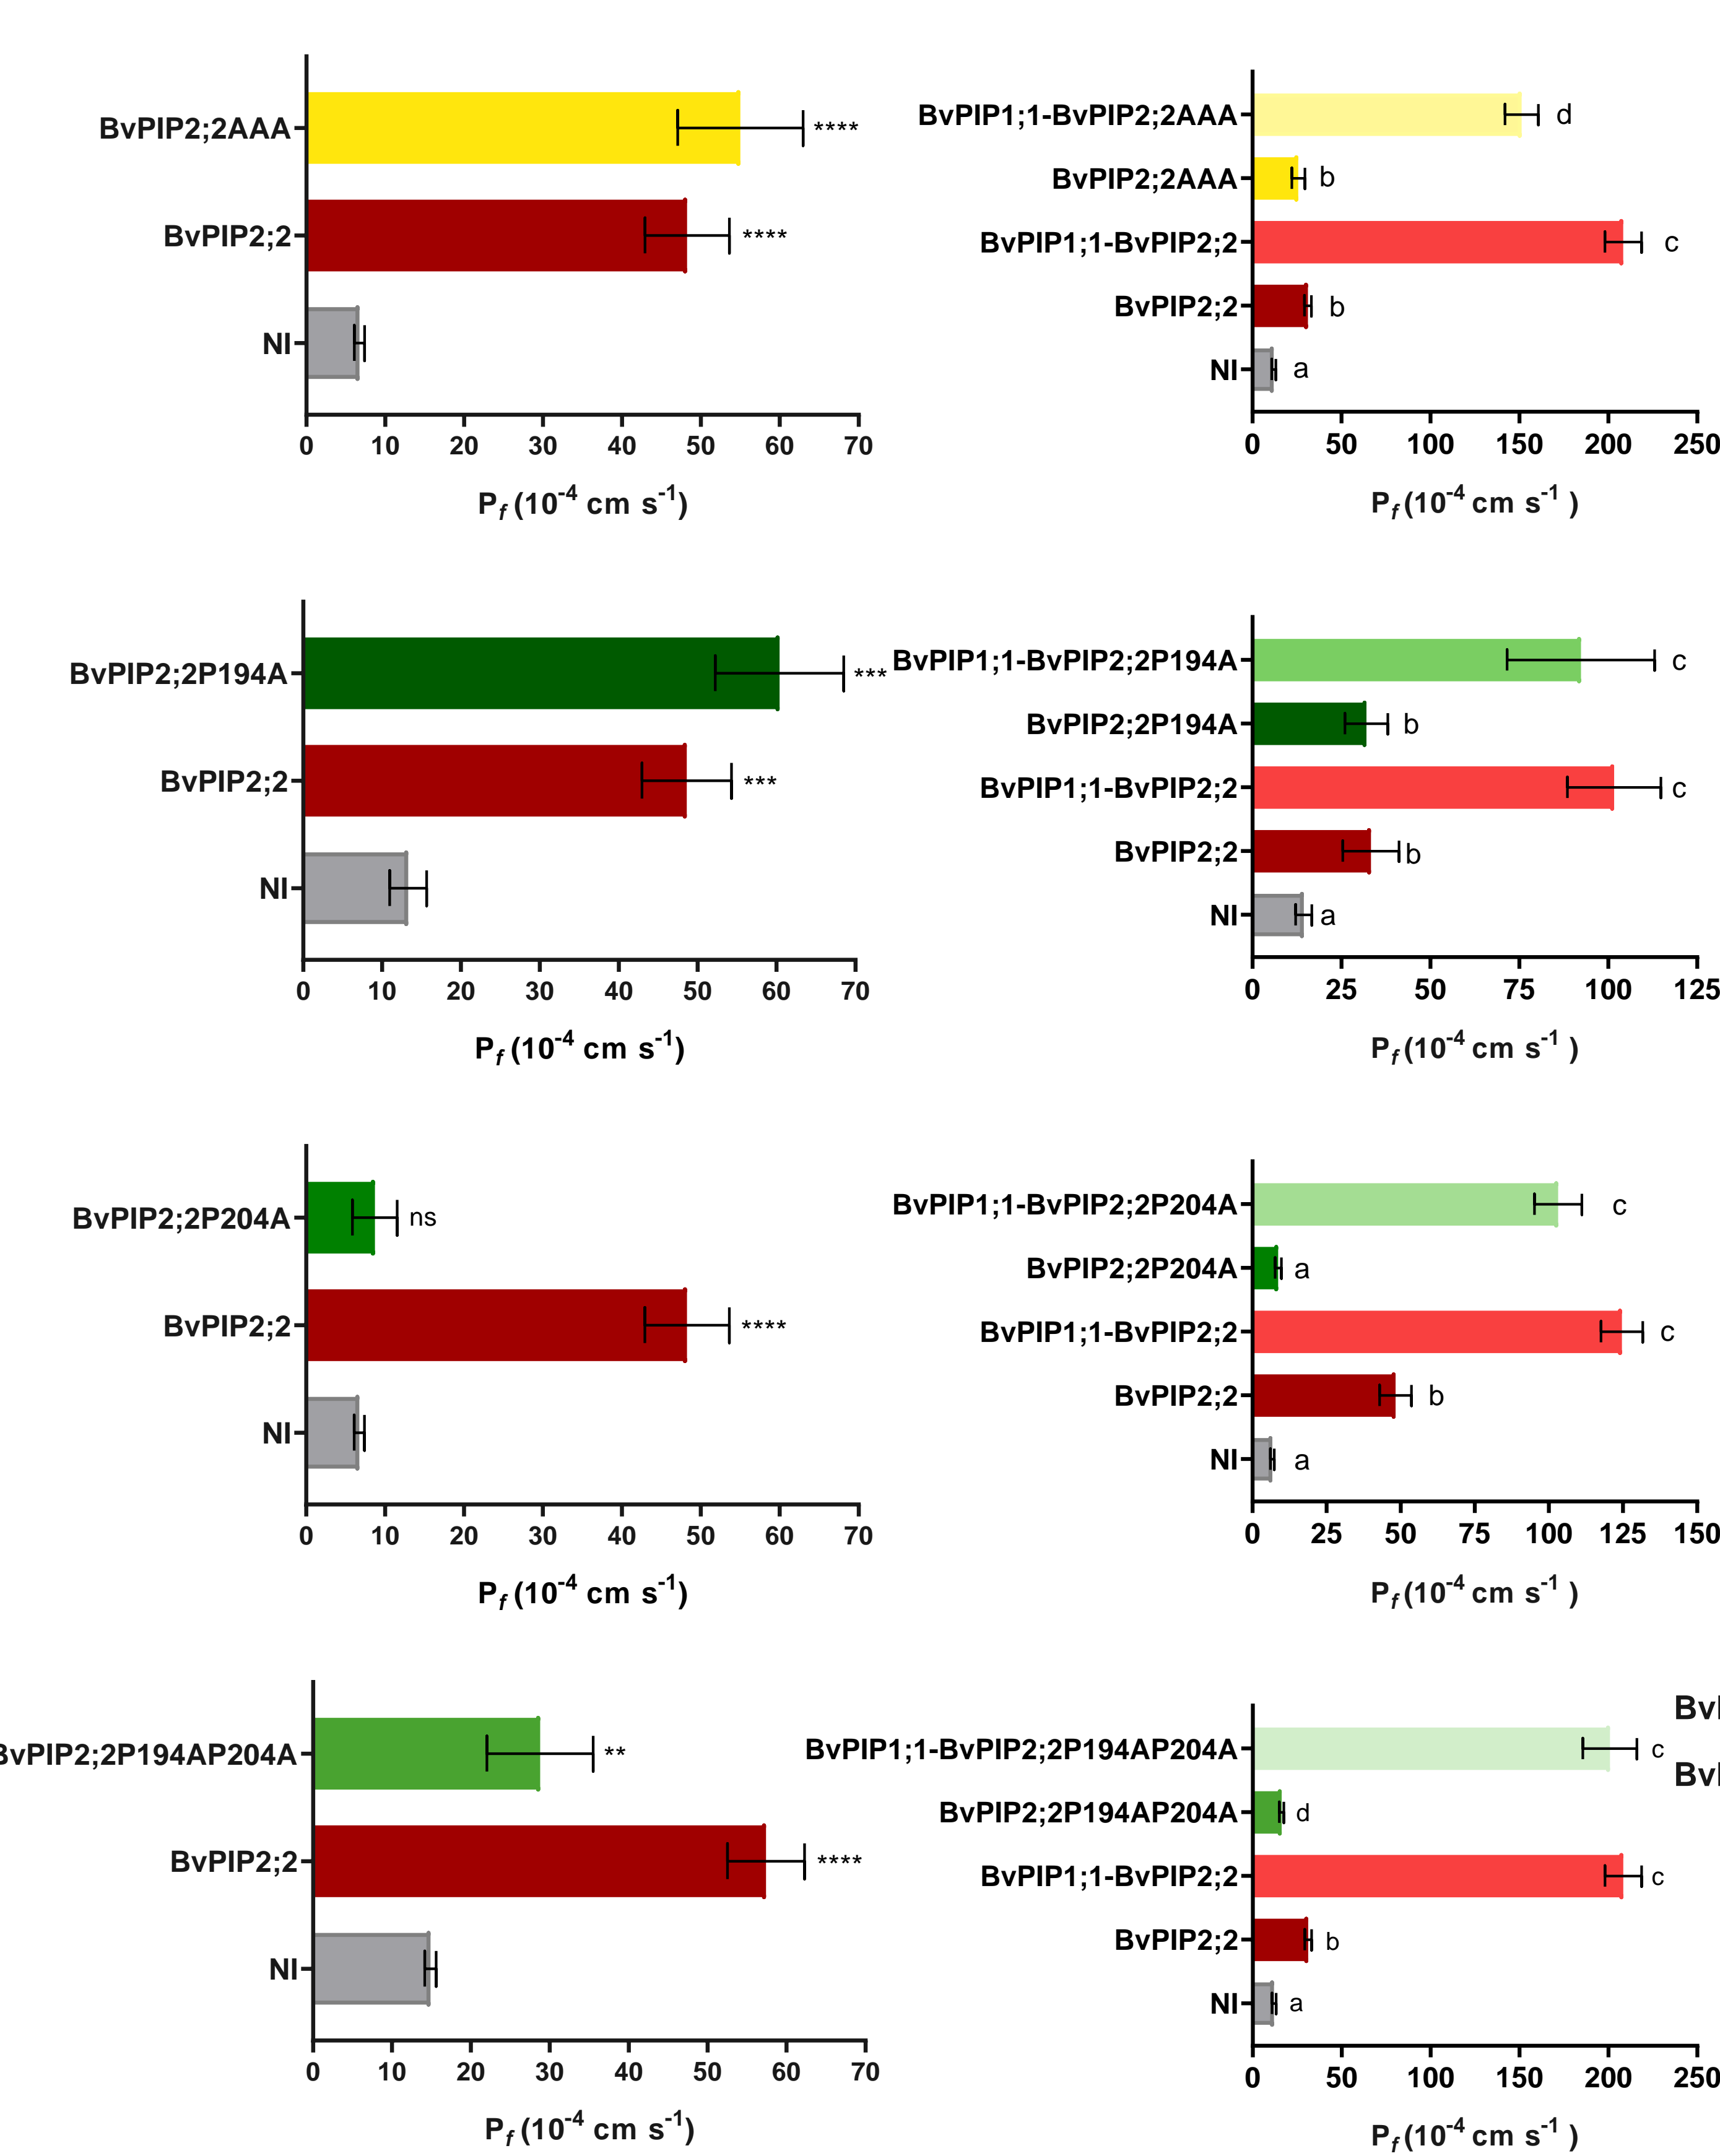 BvPIP2;2AAA
****
BvPIP2;2
****
NI
0 10 20 30 40 50 60 70
Pf (10-4 cm s-1)
BvPIP1;1-BvPIP2;2AAA
d
BvPIP2;2AAA
b
BvPIP1;1-BvPIP2;2
c
BvPIP2;2
b
NI
a
0 50 100 150 200 250
Pf (10-4 cm s-1 )
BvPIP2;2P194A
***
BvPIP2;2
***
NI
0 10 20 30 40 50 60 70
Pf (10-4 cm s-1)
BvPIP1;1-BvPIP2;2P194A
c
BvPIP2;2P194A
b
BvPIP1;1-BvPIP2;2
c
BvPIP2;2
b
NI
a
0 25 50 75 100 125
Pf (10-4 cm s-1 )
BvPIP2;2P204A
ns
BvPIP2;2
****
NI
0 10 20 30 40 50 60 70
Pf (10-4 cm s-1)
BvPIP1;1-BvPIP2;2P204A
c
BvPIP2;2P204A
a
BvPIP1;1-BvPIP2;2
c
BvPIP2;2
b
NI
a
0 25 50 75 100 125 150
Pf (10-4 cm s-1 )
BvPIP2;2P194AP204A
**
BvPIP2;2
****
NI
0 10 20 30 40 50 60 70
Pf (10-4 cm s-1)
BvPIP1;1-BvPIP2;2P194AP204A
c
BvPIP2;2P194AP204A
d
BvPIP1;1-BvPIP2;2
c
BvPIP2;2
b
NI
a
0 50 100 150 200 250
Pf (10-4 cm s-1 )